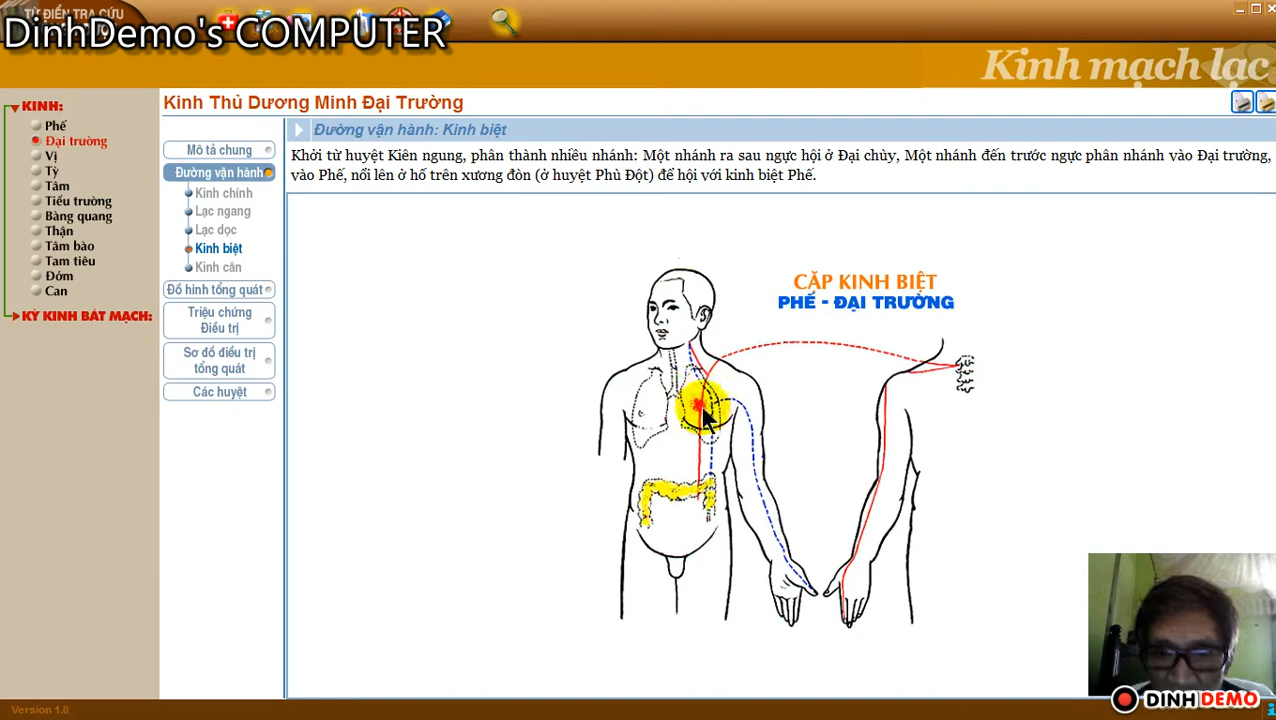 TỪ ĐIỂN TRA CỨU
DinhDemo's COMPUTER
Kinh mạch lạc
KINH:
Phế
Đại trường
Vị
Tỳ
Tâm
Tiểu trường
Bàng quang
Thận
Tâm bào
Tam tiêu
Đởm
Can
KỲ KINH BÁT MẠCH:
Kinh Thủ Dương Minh Đại Trường
Mô tả chung
Đường vận hành
Kinh chính
Lạc ngang
Lạc dọc
Kinh biệt
Kinh cân
Đồ hình tổng quát
Triệu chứng
Điều trị
Sơ đồ điều trị
tổng quát
Các huyệt
Đường vận hành: Kinh biệt
Khởi từ huyệt Kiên ngung, phân thành nhiều nhánh: Một nhánh ra sau ngực hội ở Đại chùy, Một nhánh đến trước ngực phân nhánh vào Đại trường,
vào Phế, nổi lên ở hố trên xương đòn (ở huyệt Phù Đột) để hội với kinh biệt Phế.
CẶP KINH BIỆT
PHẾ - ĐẠI TRƯỜNG
Version 1.0
DINHDEMO